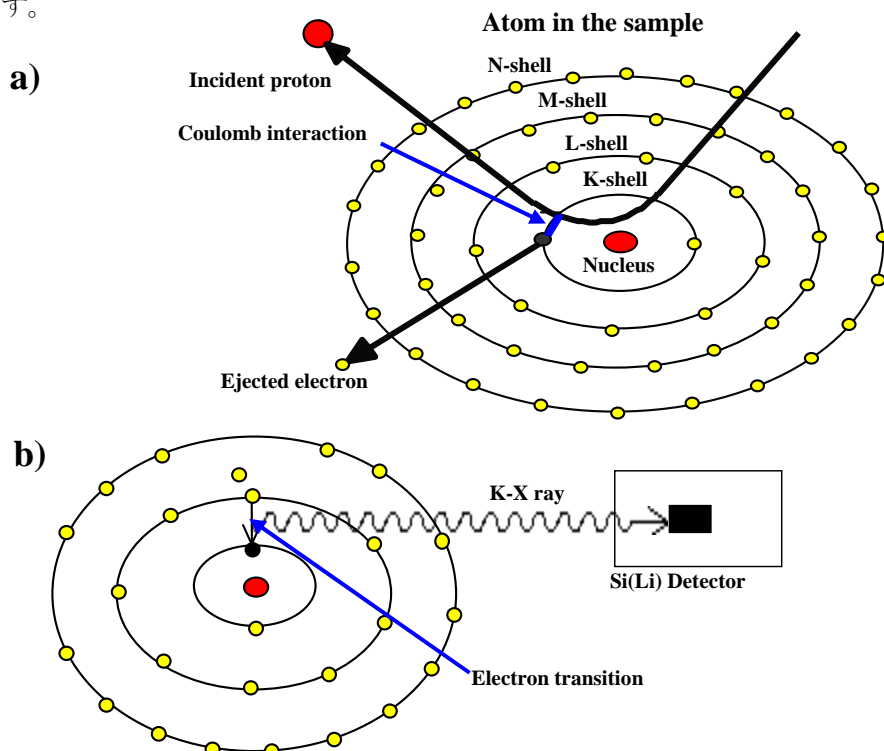 す。
Atom in the sample
a)
N-shell
Incident proton
M-shell
Coulomb interaction
L-shell
K-shell
Nucleus
Ejected electron
b)
K-X ray
Si(Li) Detector
Electron transition